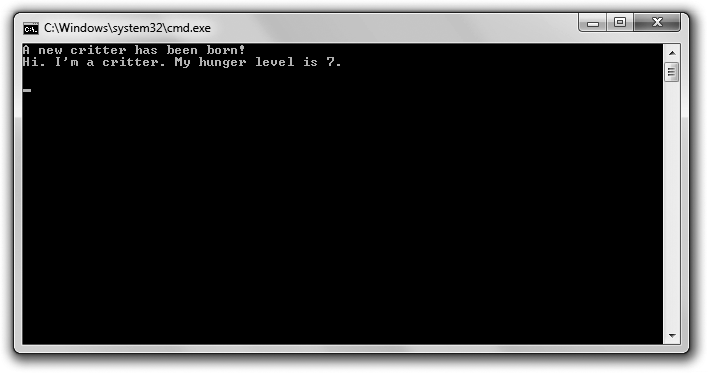 C:\Windows\system32\cmd.exe
A new critter has been born!
Hi. I'm a critter. My hunger level is 7.